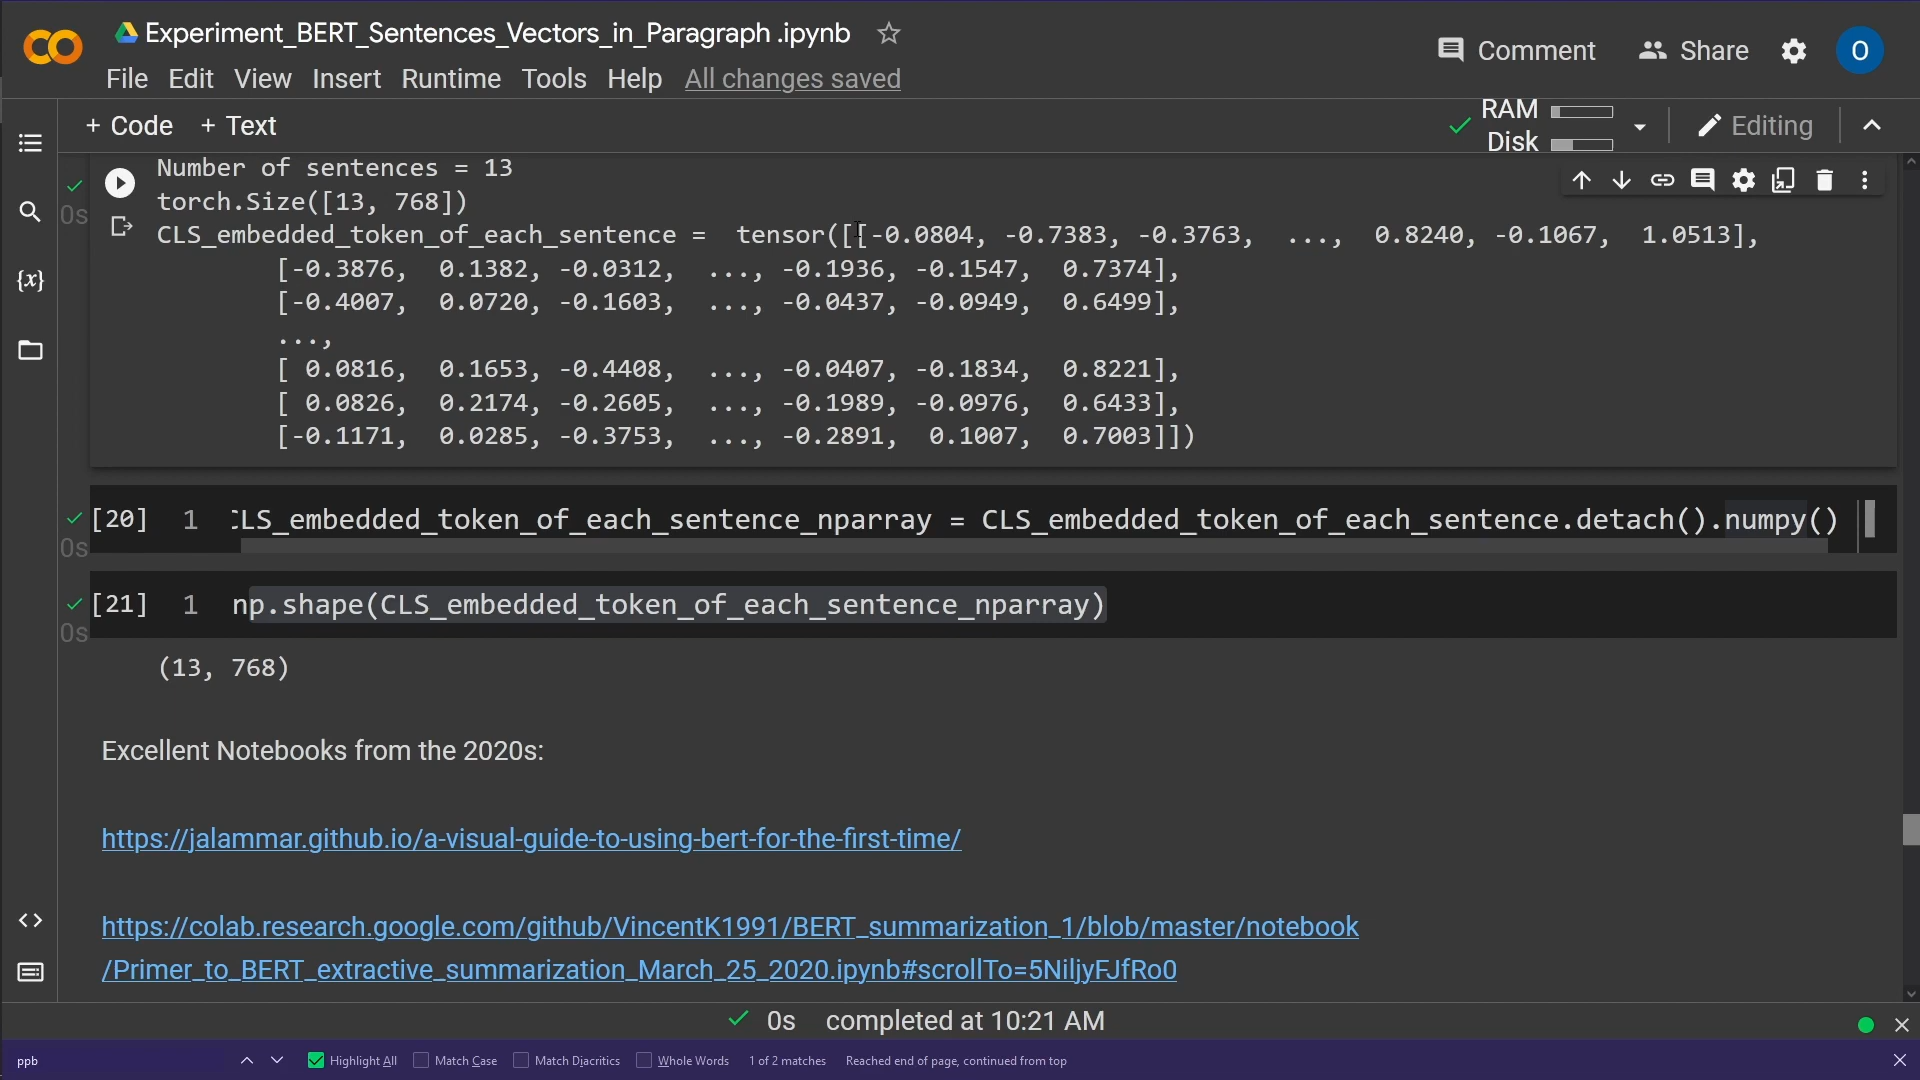 Experiment_BERT_Sentences_Vectors_in_Paragraph .ipynb
Comment Share O
File Edit View Insert Runtime Tools Help All changes saved
+ Code + Text
RAM
Disk
Editing
Number of sentences = 13
torch.Size([13, 768])
0s
CLS_embedded_token_of_each_sentence =  tensor([[-0.0804, -0.7383, -0.3763,  ...,  0.8240, -0.1067,  1.0513],
[-0.3876,  0.1382, -0.0312,  ..., -0.1936, -0.1547,  0.7374],
{x}
[-0.4007,  0.0720, -0.1603,  ..., -0.0437, -0.0949,  0.6499],
...,
[ 0.0816,  0.1653, -0.4408,  ..., -0.0407, -0.1834,  0.8221],
[ 0.0826,  0.2174, -0.2605,  ..., -0.1989, -0.0976,  0.6433],
[-0.1171,  0.0285, -0.3753,  ..., -0.2891,  0.1007,  0.7003]])
[20] 1 CLS_embedded_token_of_each_sentence_nparray = CLS_embedded_token_of_each_sentence.detach().numpy()
0s
[21] 1 np.shape(CLS_embedded_token_of_each_sentence_nparray)
0s
(13, 768)
Excellent Notebooks from the 2020s:
https://jalammar.github.io/a-visual-guide-to-using-bert-for-the-first-time/
https://colab.research.google.com/github/VincentK1991/BERT_summarization_1/blob/master/notebook
/Primer_to_BERT_extractive_summarization_March_25_2020.ipynb#scrollTo=5NiljyFJfRo0
0s completed at 10:21 AM
ppb Highlight All Match Case Match Diacritics Whole Words 1 of 2 matches Reached end of page, continued from top